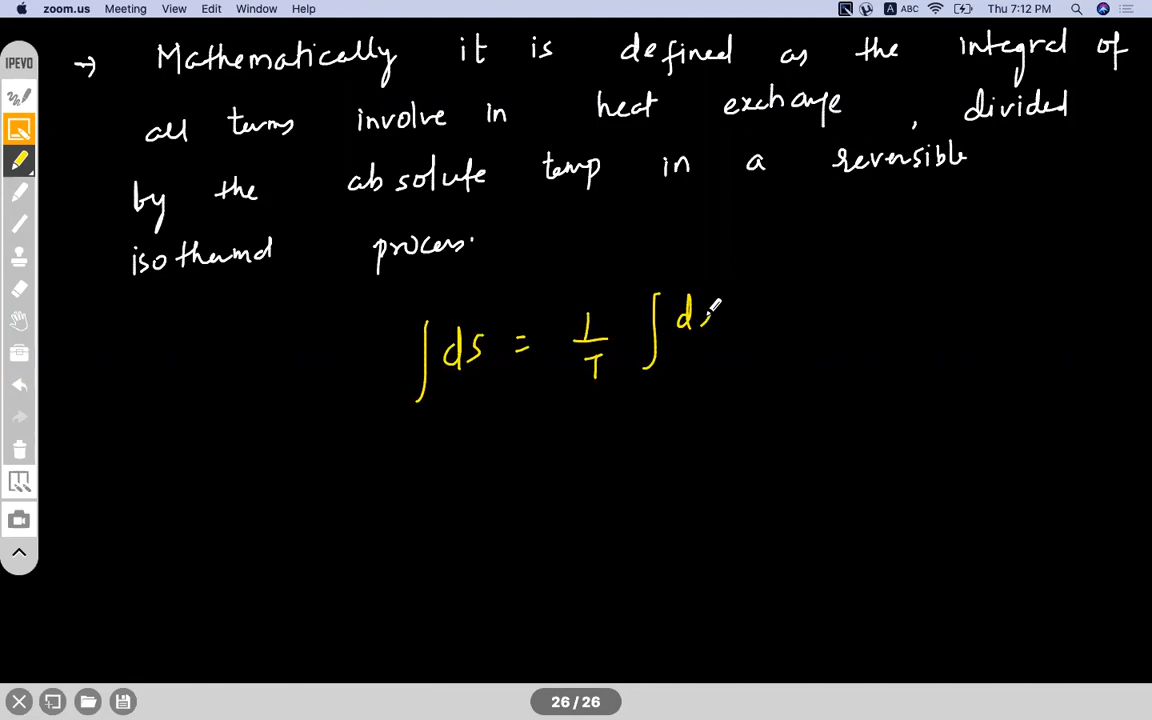 zoom.us Meeting View Edit Window Help A ABC Thu 7:12 PM
IPEVO
→ Mathematically it is defined as the integral of
all terms involve in heat exchange , divided
by the absolute temp in a reversible
isothermal process.
∫ds = 1/T ∫d
26 / 26